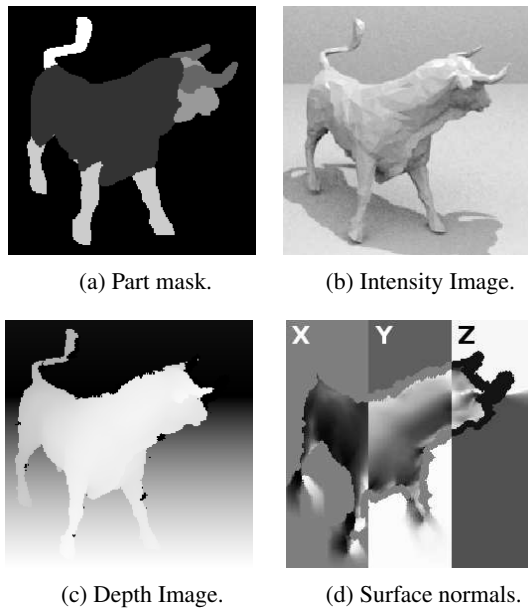 (a) Part mask.
(b) Intensity Image.
X Y Z
(c) Depth Image.
(d) Surface normals.